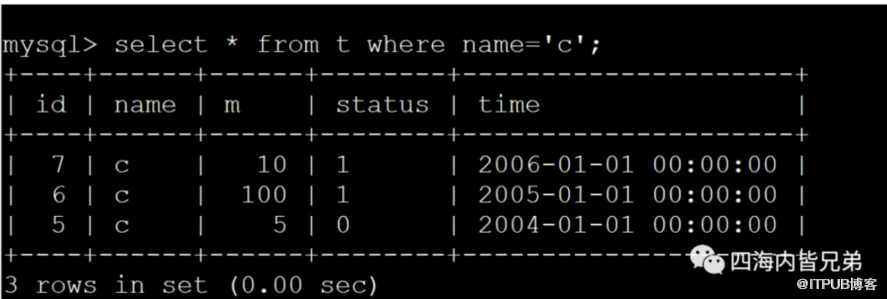 mysql> select * from t where name='c';
+----+------+------+--------+---------------------+
| id | name | m    | status | time                |
+----+------+------+--------+---------------------+
|  7 | c    |   10 | 1      | 2006-01-01 00:00:00 |
|  6 | c    |  100 | 1      | 2005-01-01 00:00:00 |
|  5 | c    |    5 | 0      | 2004-01-01 00:00:00 |
+----+------+------+--------+---------------------+
四海内皆兄弟
3 rows in set (0.00 sec)
@ITPUB博客